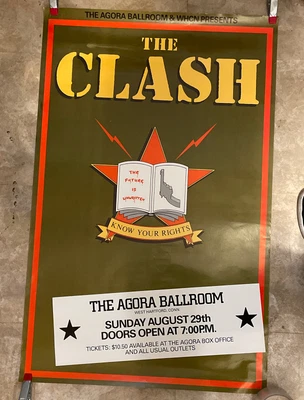 THE AGORA BALLROOM & WHCN PRESENTS
THE
CLASH
THE
FUTURE
IS
UNWRITTEN
KNOW YOUR RIGHTS
THE AGORA BALLROOM
WEST HARTFORD, CONN.
SUNDAY AUGUST 29th
DOORS OPEN AT 7:00P.M.
TICKETS: $10.50 AVAILABLE AT THE AGORA BOX OFFICE
AND ALL USUAL OUTLETS